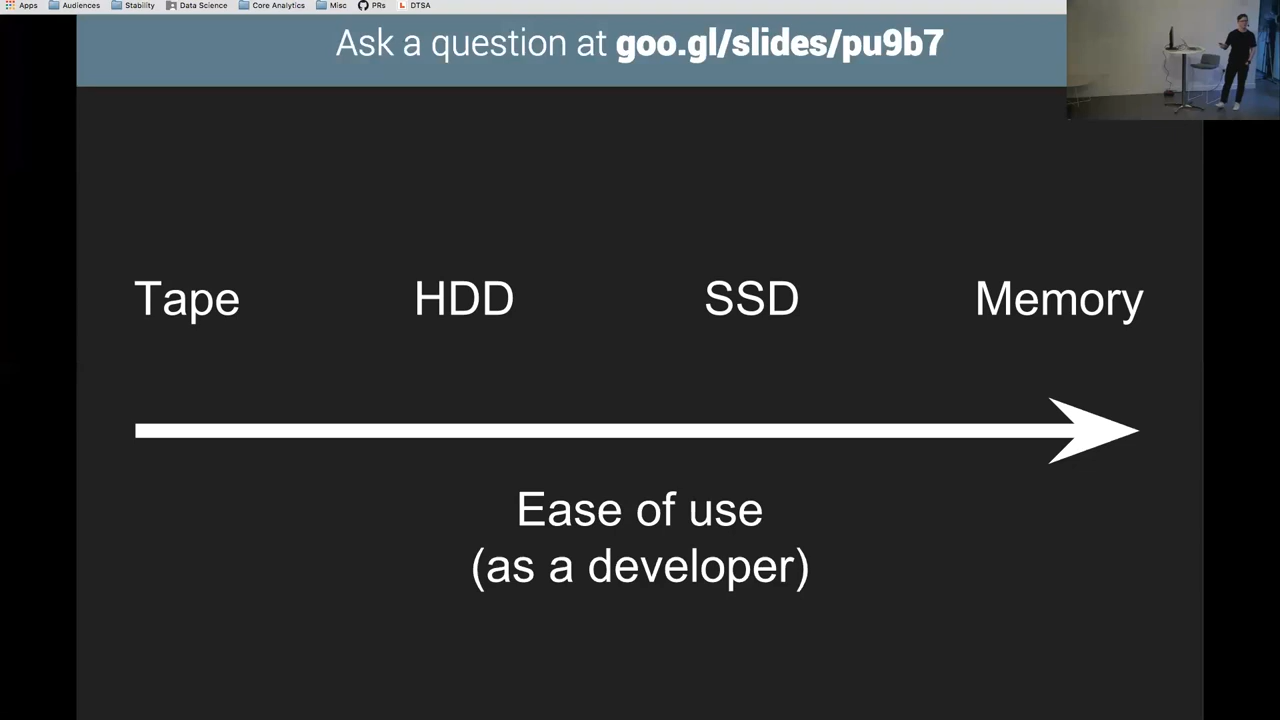 Apps Audiences Stability Data Science Core Analytics Misc PRs DTSA
Ask a question at goo.gl/slides/pu9b7
Tape HDD SSD Memory
Ease of use
(as a developer)